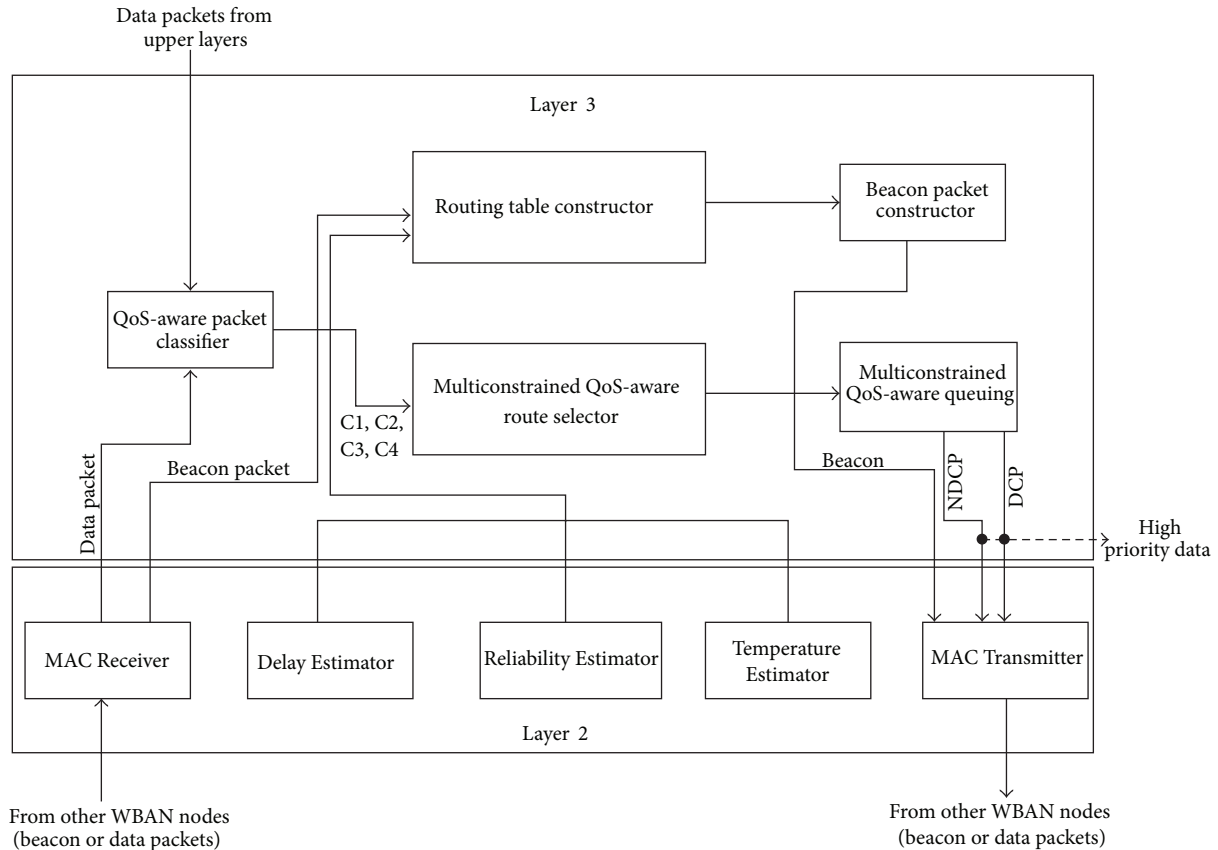 Data packets from
upper layers
Layer 3
Routing table constructor
Beacon packet
constructor
QoS-aware packet
classifier
Multiconstrained QoS-aware
route selector
Multiconstrained
QoS-aware queuing
C1, C2,
C3, C4
Data packet
Beacon packet
Beacon
NDCP
DCP
High
priority data
MAC Receiver
Delay Estimator
Reliability Estimator
Temperature
Estimator
MAC Transmitter
Layer 2
From other WBAN nodes
(beacon or data packets)
From other WBAN nodes
(beacon or data packets)